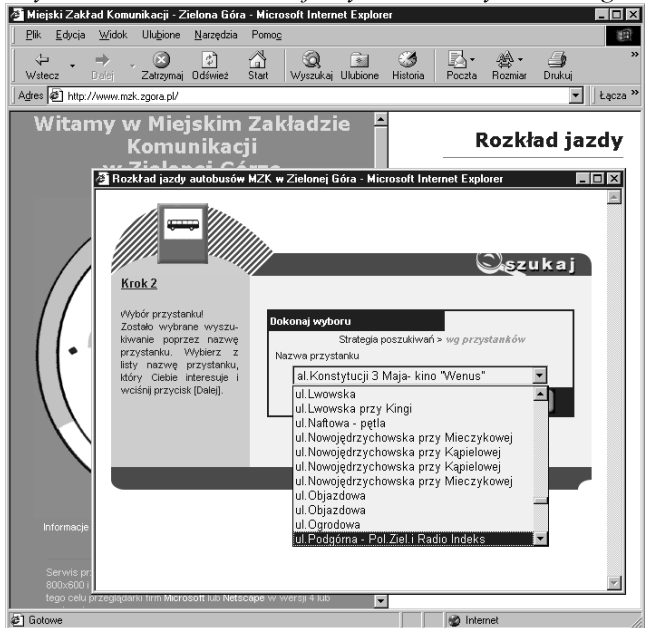 Miejski Zakład Komunikacji - Zielona Góra - Microsoft Internet Explorer
Plik Edycja Widok Ulubione Narzędzia Pomoc
Wstecz Dalej Zatrzymaj Odśwież Start Wyszukaj Ulubione Historia Poczta Rozmiar Drukuj
Adres http://www.mzk.zgora.pl/ Łącza
Witamy w Miejskim Zakładzie
Komunikacji
w Zielonej Górze
Rozkład jazdy
Rozkład jazdy autobusów MZK w Zielonej Góra - Microsoft Internet Explorer
szukaj
Krok 2
Wybór przystanku!
Zostało wybrane wyszu-
kiwanie poprzez nazwę
przystanku. Wybierz z
listy nazwę przystanku,
który Ciebie interesuje i
wciśnij przycisk [Dalej].
Dokonaj wyboru
Strategia poszukiwań > wg przystanków
Nazwa przystanku
al.Konstytucji 3 Maja- kino "Wenus"
ul.Lwowska
ul.Lwowska przy Kingi
ul.Naftowa - pętla
ul.Nowojędrzychowska przy Mieczykowej
ul.Nowojędrzychowska przy Kąpielowej
ul.Nowojędrzychowska przy Kąpielowej
ul.Nowojędrzychowska przy Mieczykowej
ul.Objazdowa
ul.Objazdowa
ul.Ogrodowa
ul.Podgórna - Pol.Ziel.i Radio Indeks
Informacje
Serwis
800x600 i
tego celu przeglądarki firm Microsoft lub Netscape w wersji 4 lub
Gotowe Internet